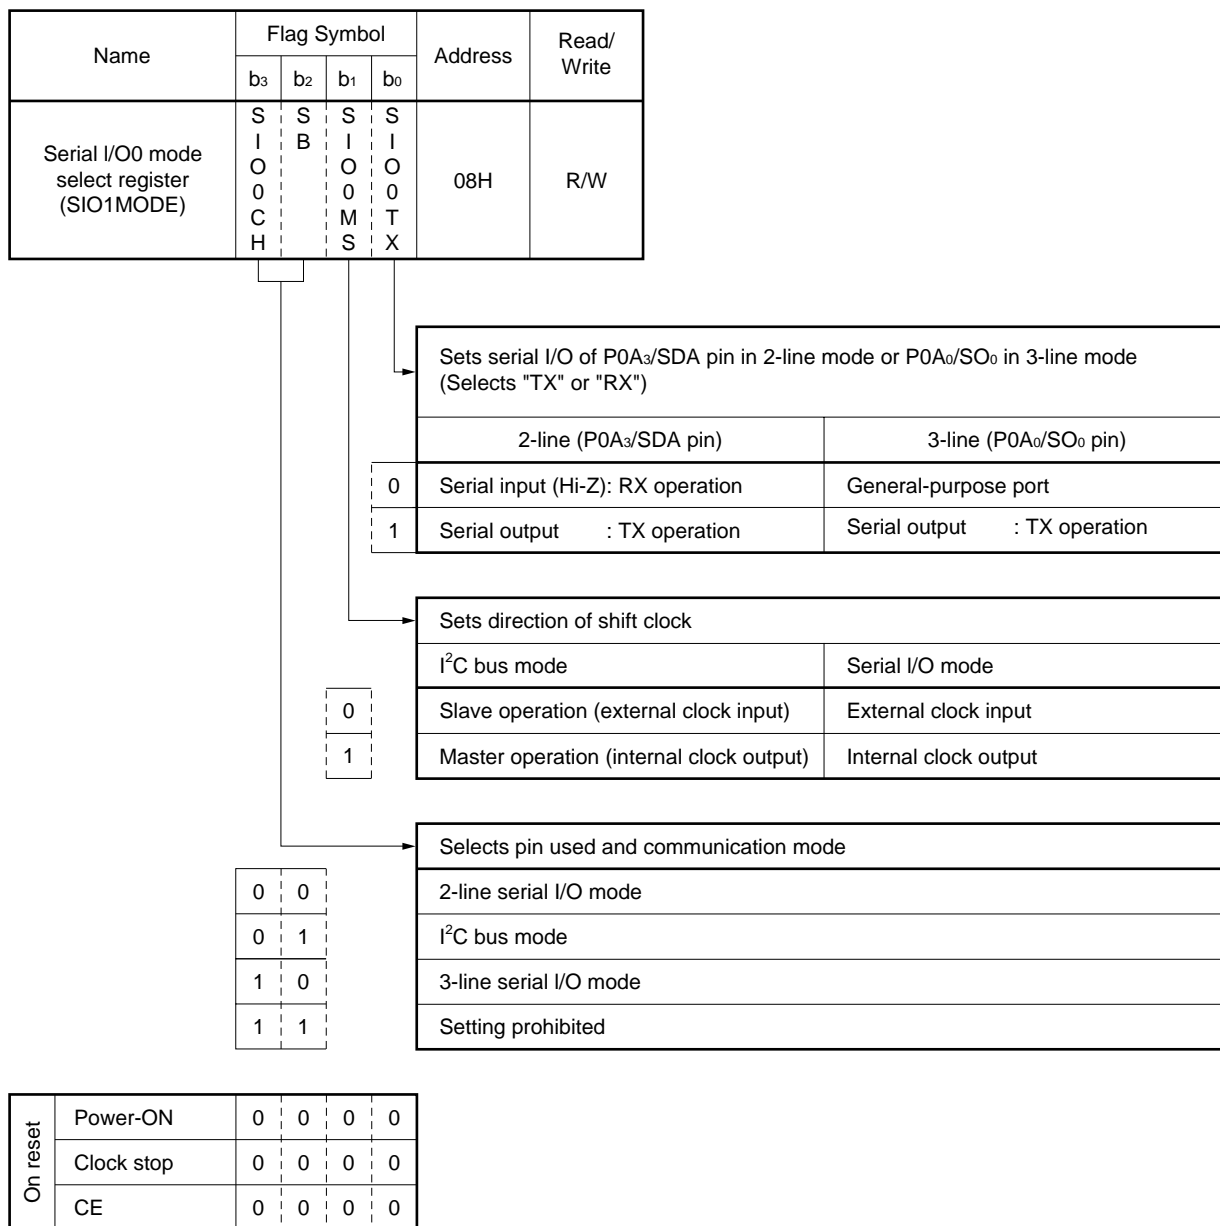 Name
Flag Symbol
Address
Read/
Write
b3 b2 b1 b0
Serial I/O0 mode
select register
(SIO1MODE)
SIO0CH
SB
SIO0MS
SIO0TX
08H
R/W
Sets serial I/O of P0A3/SDA pin in 2-line mode or P0A0/SO0 in 3-line mode
(Selects "TX" or "RX")
2-line (P0A3/SDA pin) 3-line (P0A0/SO0 pin)
0 Serial input (Hi-Z): RX operation General-purpose port
1 Serial output : TX operation Serial output : TX operation
Sets direction of shift clock
I2C bus mode Serial I/O mode
0 Slave operation (external clock input) External clock input
1 Master operation (internal clock output) Internal clock output
Selects pin used and communication mode
0 0 2-line serial I/O mode
0 1 I2C bus mode
1 0 3-line serial I/O mode
1 1 Setting prohibited
On reset
Power-ON 0 0 0 0
Clock stop 0 0 0 0
CE 0 0 0 0